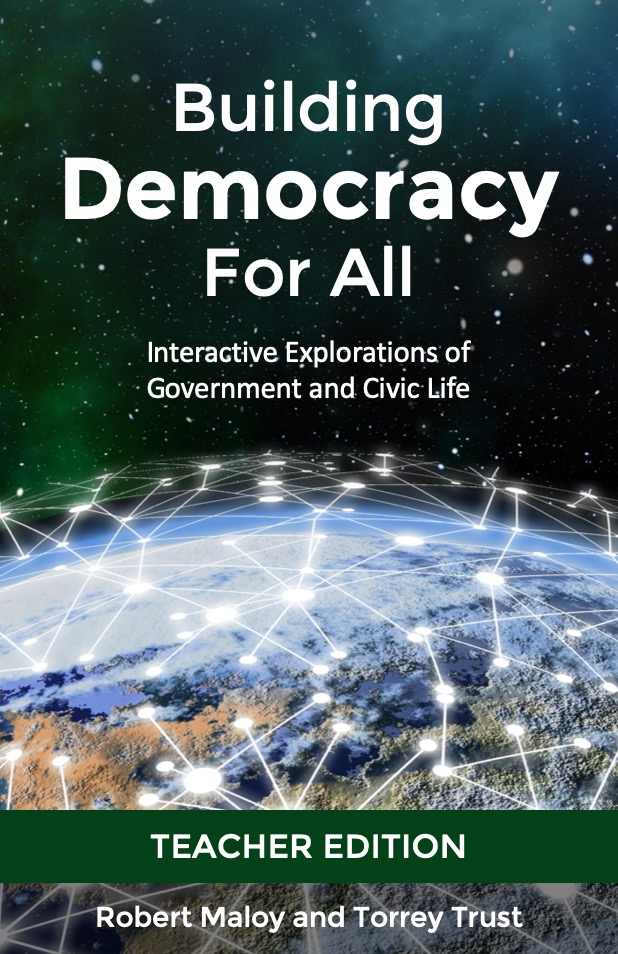 Building
Democracy
For All
Interactive Explorations of
Government and Civic Life
TEACHER EDITION
Robert Maloy and Torrey Trust